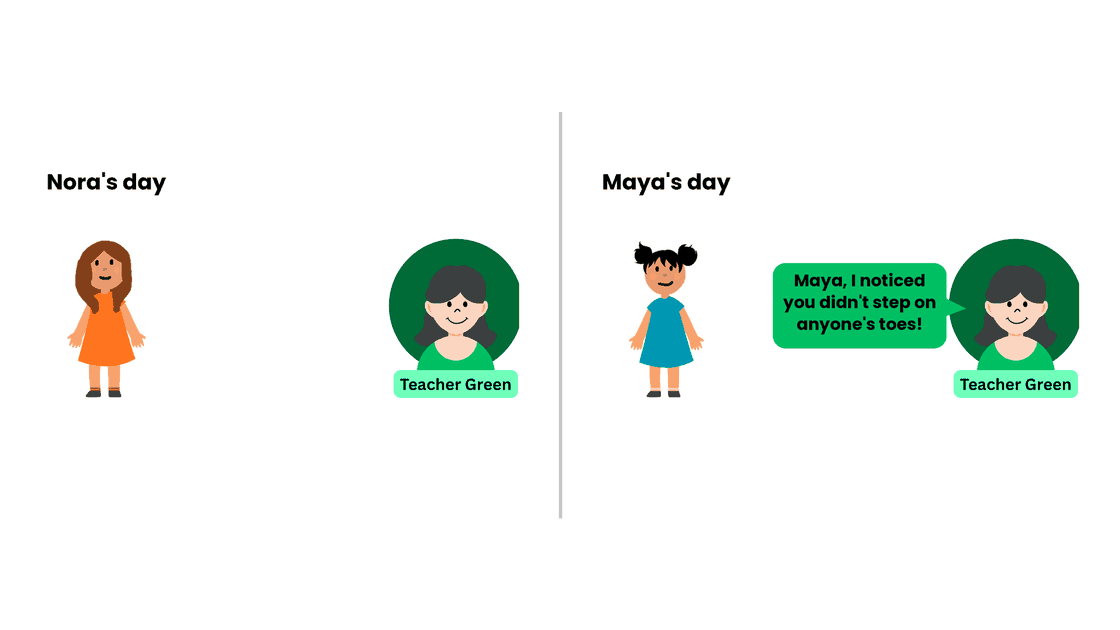 Nora's day
Teacher Green
Maya's day
Maya, I noticed
you didn't step on
anyone's toes!
Teacher Green